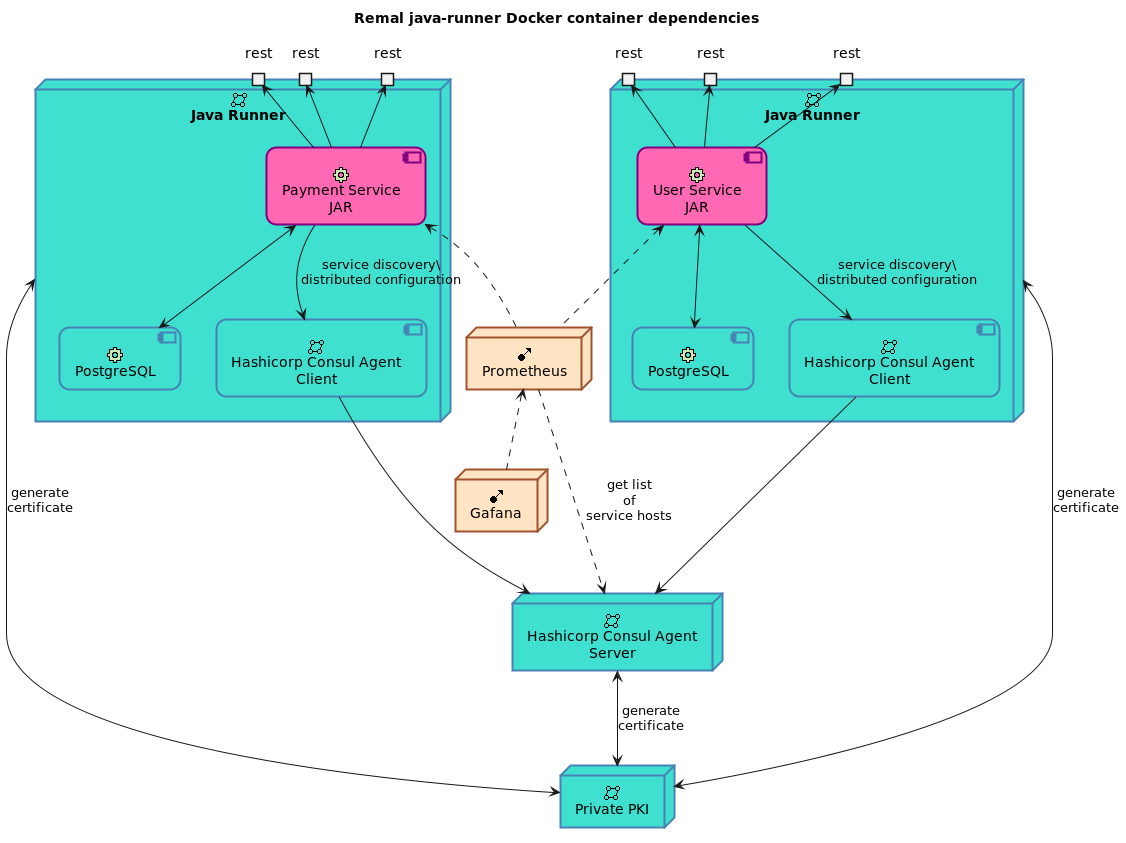 Remal java-runner Docker container dependencies
rest rest rest rest rest rest
Java Runner
Java Runner
Payment Service
JAR
User Service
JAR
service discovery\
distributed configuration
service discovery\
distributed configuration
PostgreSQL
Hashicorp Consul Agent
Client
Prometheus
PostgreSQL
Hashicorp Consul Agent
Client
generate
certificate
Gafana
get list
of
service hosts
generate
certificate
Hashicorp Consul Agent
Server
generate
certificate
Private PKI